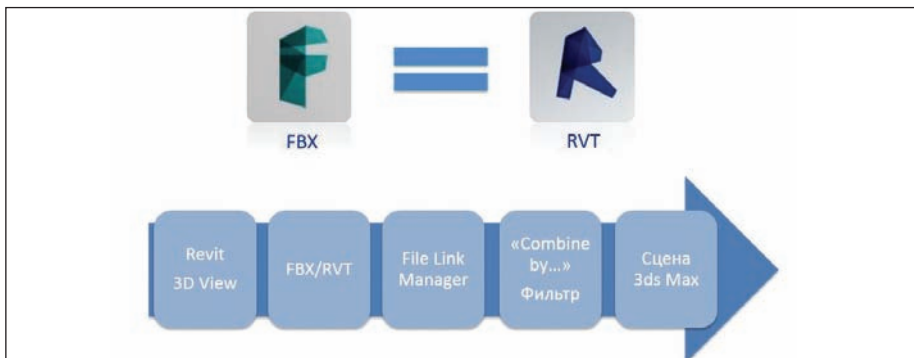 FBX
RVT
Revit
3D View
FBX/RVT
File Link
Manager
«Combine
by...»
Фильтр
Сцена
3ds Max